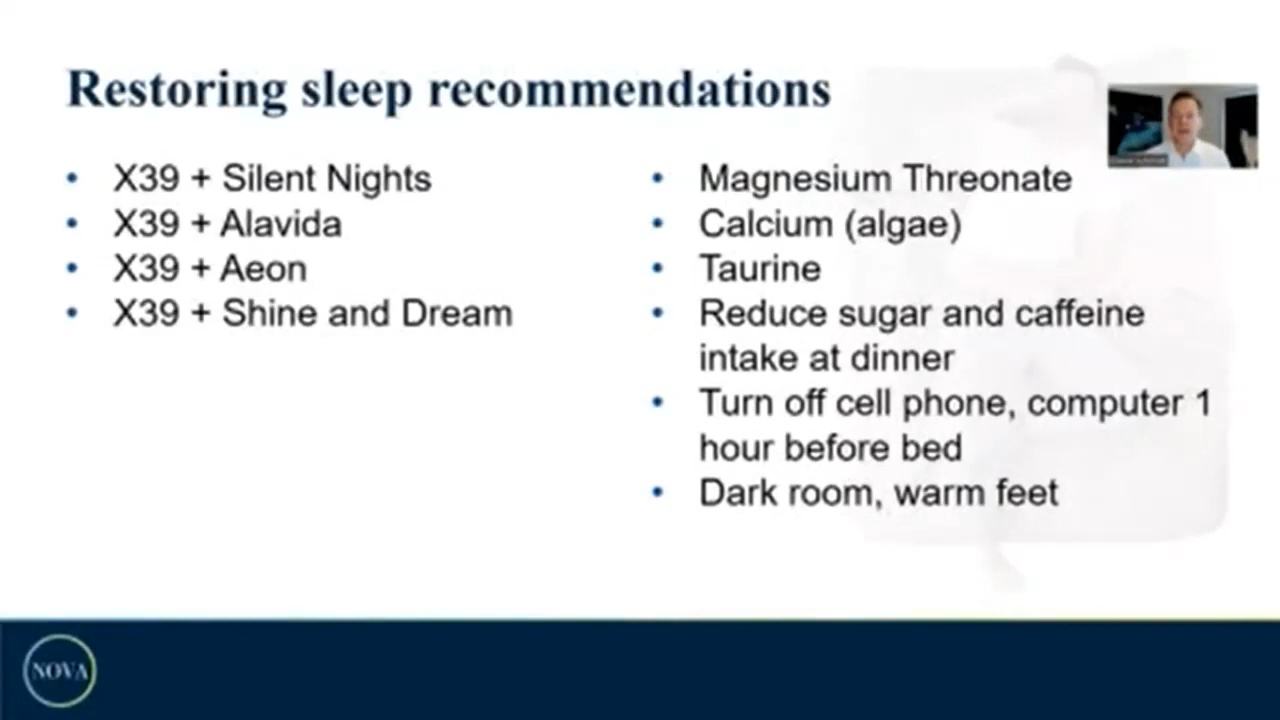 Restoring sleep recommendations
X39 + Silent Nights
X39 + Alavida
X39 + Aeon
X39 + Shine and Dream
Magnesium Threonate
Calcium (algae)
Taurine
Reduce sugar and caffeine
intake at dinner
Turn off cell phone, computer 1
hour before bed
Dark room, warm feet
NOVA